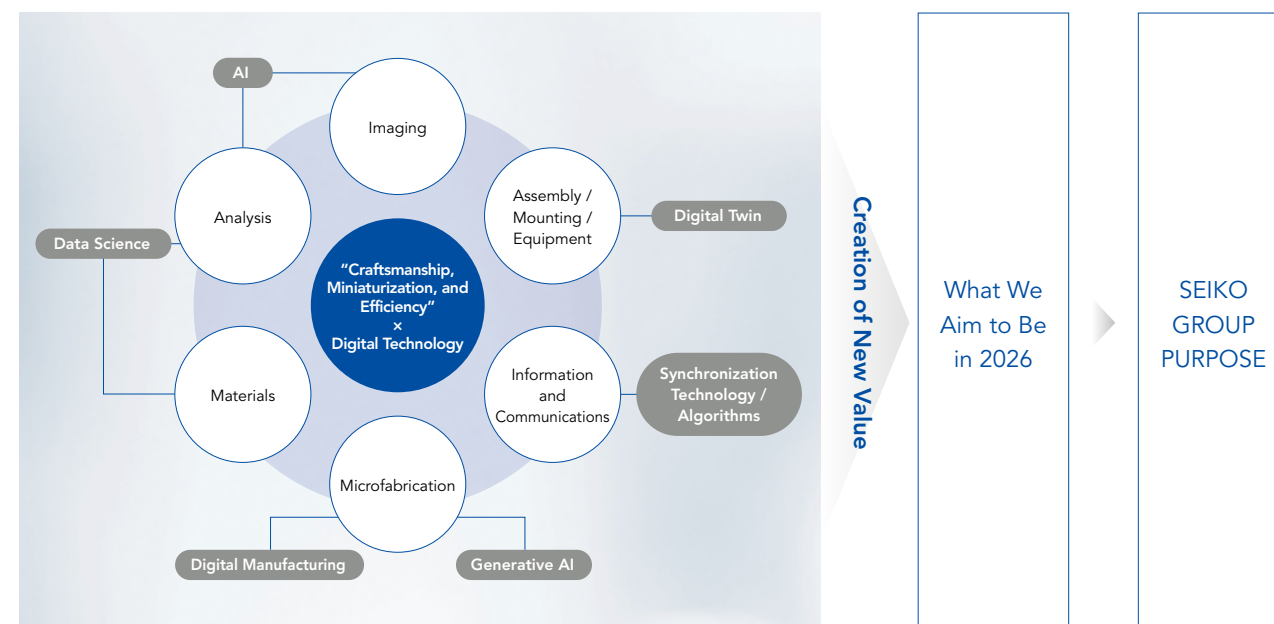 AI
Imaging
Analysis
Assembly /
Mounting /
Equipment
Digital Twin
Data Science
“Craftsmanship,
Miniaturization, and
Efficiency”
×
Digital Technology
Materials
Information
and
Communications
Synchronization
Technology /
Algorithms
Microfabrication
Digital Manufacturing
Generative AI
Creation of New Value
What We
Aim to Be
in 2026
SEIKO
GROUP
PURPOSE